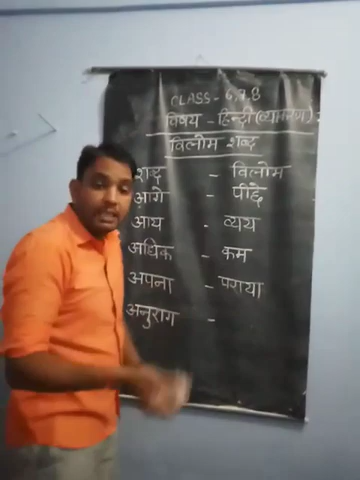 CLASS - 6,7,8
विषय - हिन्दी (व्याकरण)
विलोम शब्द
शब्द - विलोम
आगे - पीछे
आय - व्यय
अधिक - कम
अपना - पराया
अनुराग -